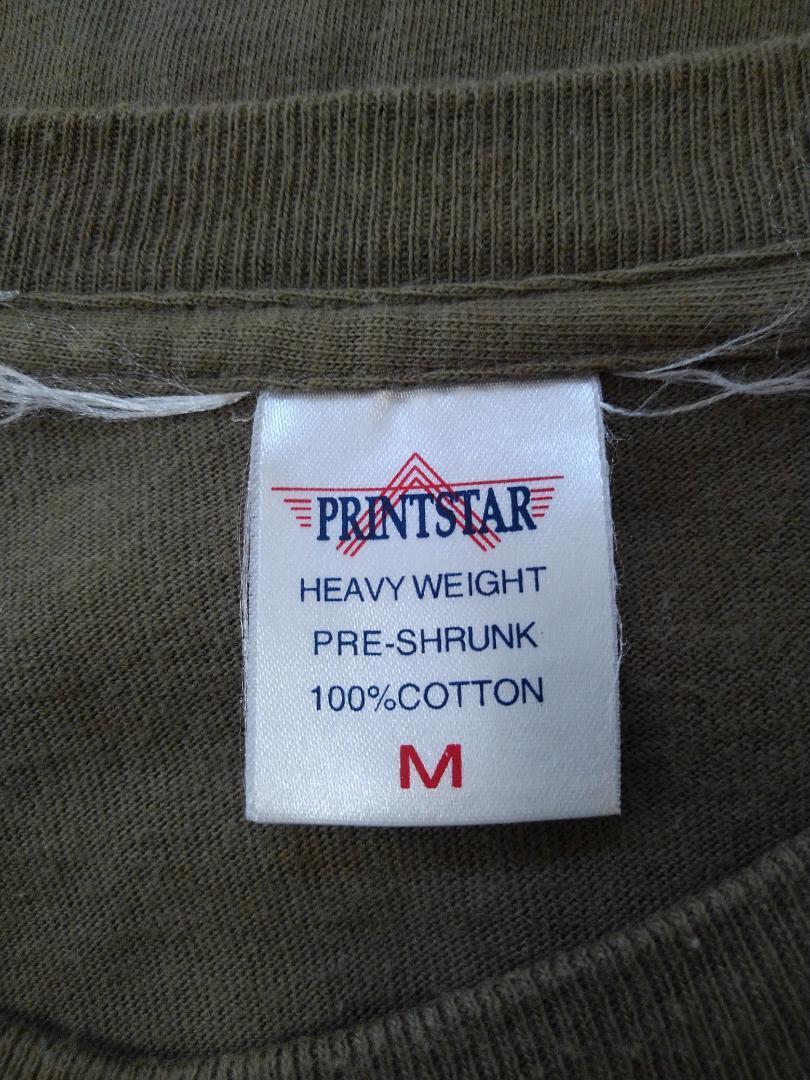 PRINTSTAR
HEAVY WEIGHT
PRE-SHRUNK
100%COTTON
M